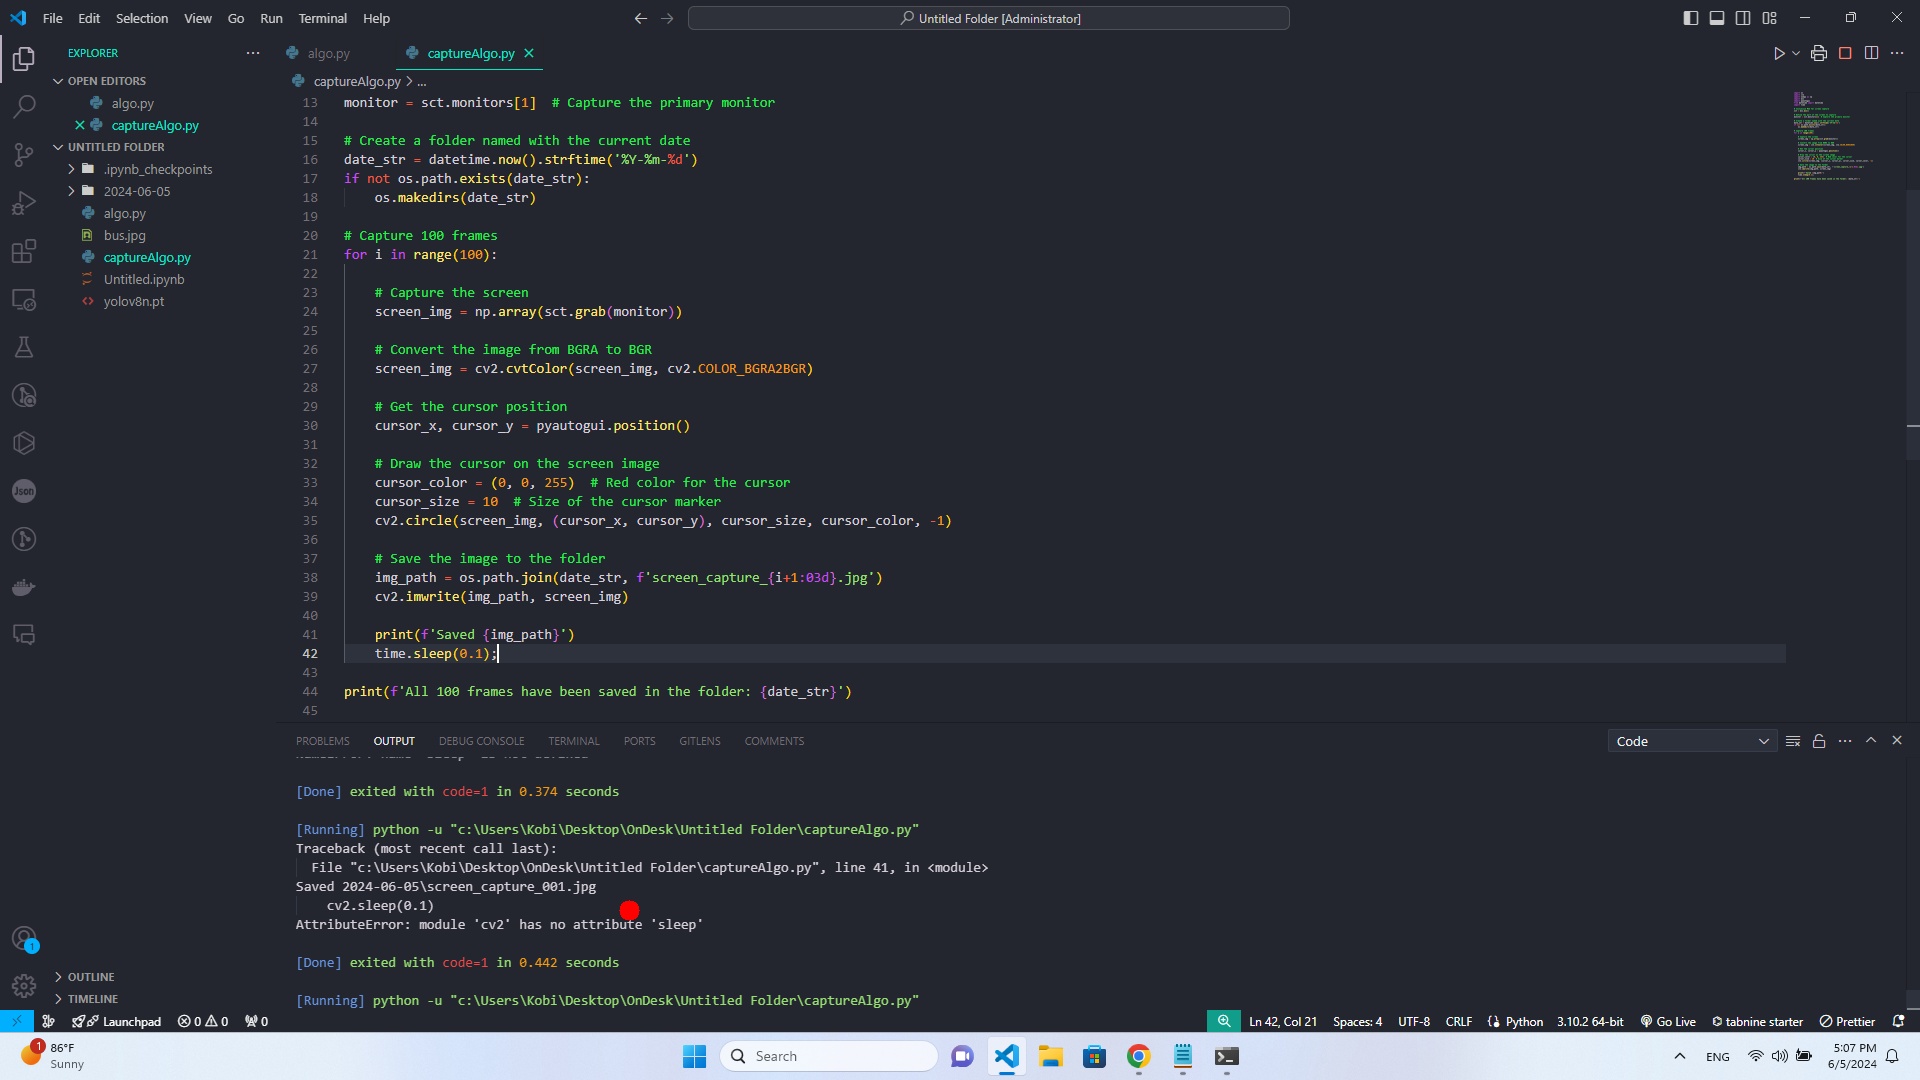 File Edit Selection View Go Run Terminal Help
Untitled Folder [Administrator]
EXPLORER
OPEN EDITORS
algo.py
captureAlgo.py
UNTITLED FOLDER
.ipynb_checkpoints
2024-06-05
algo.py
bus.jpg
captureAlgo.py
Untitled.ipynb
yolov8n.pt
Json
1
OUTLINE
TIMELINE
algo.py captureAlgo.py
captureAlgo.py > ...
13 monitor = sct.monitors[1]  # Capture the primary monitor
14
15 # Create a folder named with the current date
16 date_str = datetime.now().strftime('%Y-%m-%d')
17 if not os.path.exists(date_str):
18     os.makedirs(date_str)
19
20 # Capture 100 frames
21 for i in range(100):
22
23     # Capture the screen
24     screen_img = np.array(sct.grab(monitor))
25
26     # Convert the image from BGRA to BGR
27     screen_img = cv2.cvtColor(screen_img, cv2.COLOR_BGRA2BGR)
28
29     # Get the cursor position
30     cursor_x, cursor_y = pyautogui.position()
31
32     # Draw the cursor on the screen image
33     cursor_color = (0, 0, 255)  # Red color for the cursor
34     cursor_size = 10  # Size of the cursor marker
35     cv2.circle(screen_img, (cursor_x, cursor_y), cursor_size, cursor_color, -1)
36
37     # Save the image to the folder
38     img_path = os.path.join(date_str, f'screen_capture_{i+1:03d}.jpg')
39     cv2.imwrite(img_path, screen_img)
40
41     print(f'Saved {img_path}')
42     time.sleep(0.1);
43
44 print(f'All 100 frames have been saved in the folder: {date_str}')
45
PROBLEMS OUTPUT DEBUG CONSOLE TERMINAL PORTS GITLENS COMMENTS
Code
[Done] exited with code=1 in 0.374 seconds
[Running] python -u "c:\Users\Kobi\Desktop\OnDesk\Untitled Folder\captureAlgo.py"
Traceback (most recent call last):
  File "c:\Users\Kobi\Desktop\OnDesk\Untitled Folder\captureAlgo.py", line 41, in <module>
Saved 2024-06-05\screen_capture_001.jpg
    cv2.sleep(0.1)
AttributeError: module 'cv2' has no attribute 'sleep'
[Done] exited with code=1 in 0.442 seconds
[Running] python -u "c:\Users\Kobi\Desktop\OnDesk\Untitled Folder\captureAlgo.py"
Launchpad 0 0 0
Ln 42, Col 21 Spaces: 4 UTF-8 CRLF Python 3.10.2 64-bit Go Live tabnine starter Prettier
1
86°F
Sunny
Search
ENG
5:07 PM
6/5/2024